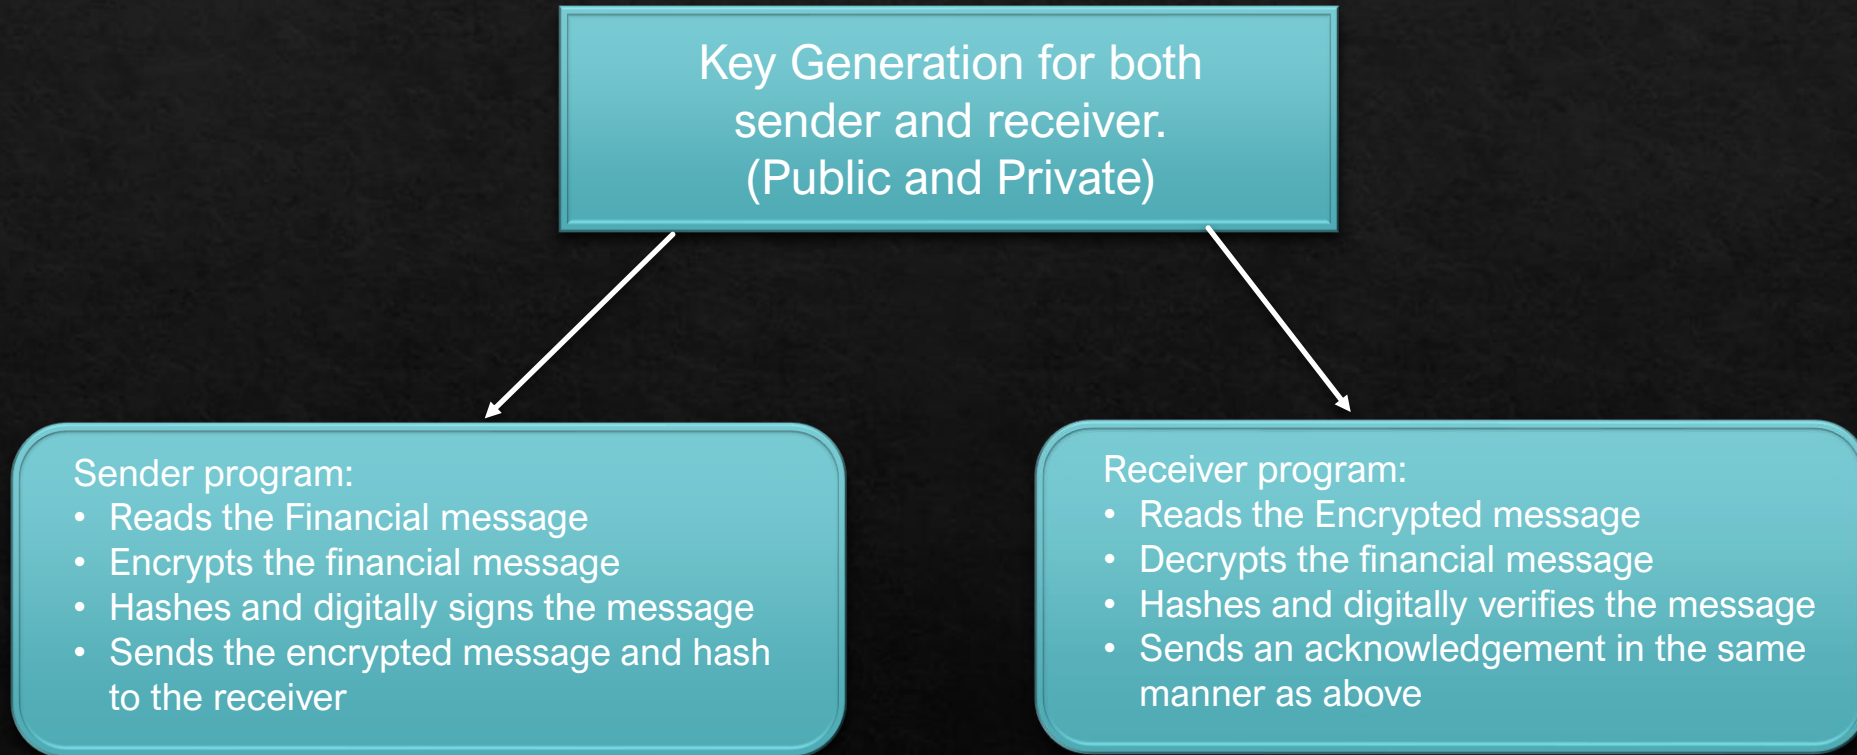 Key Generation for both
sender and receiver.
(Public and Private)
Sender program:
• Reads the Financial message
• Encrypts the financial message
• Hashes and digitally signs the message
• Sends the encrypted message and hash
to the receiver
Receiver program:
• Reads the Encrypted message
• Decrypts the financial message
• Hashes and digitally verifies the message
• Sends an acknowledgement in the same
manner as above